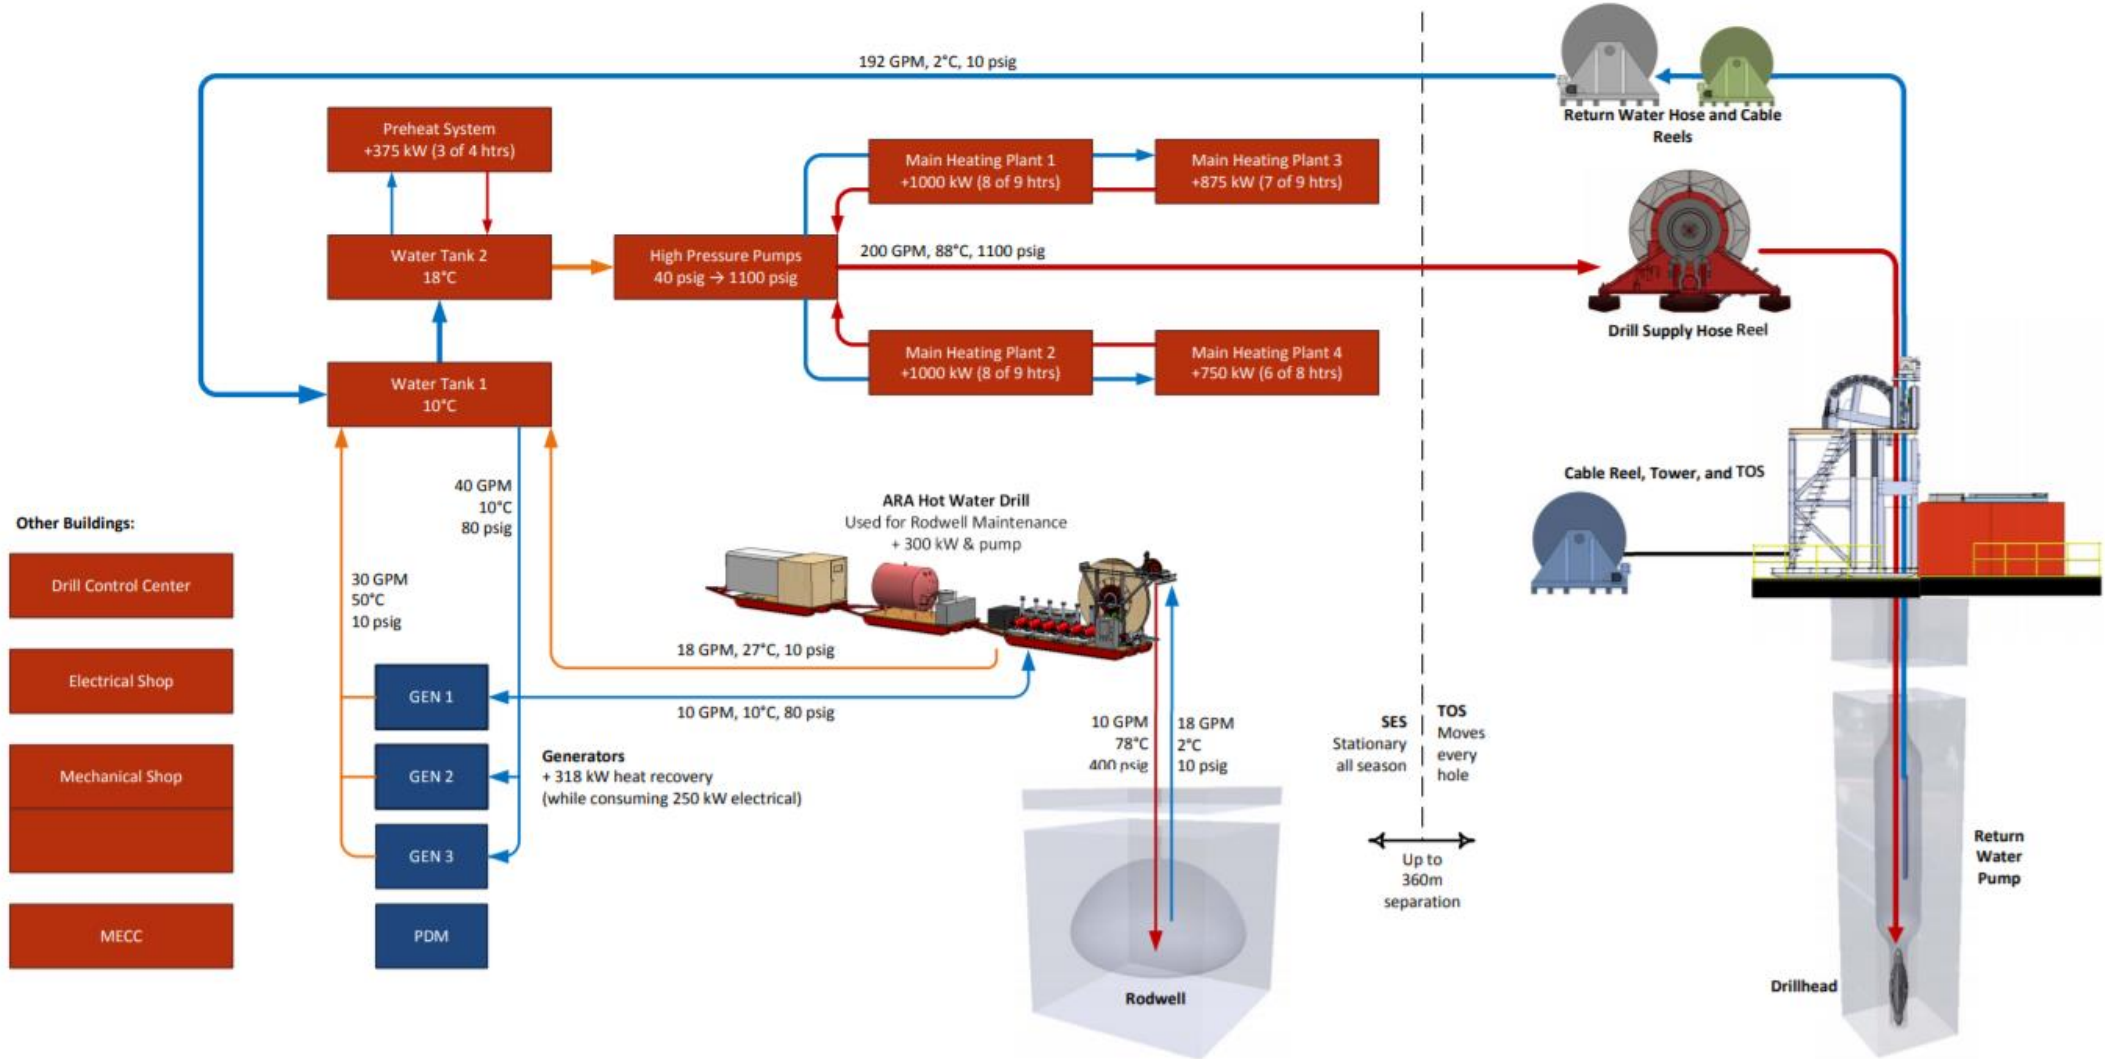 192 GPM, 2°C, 10 psig
Return Water Hose and Cable
Reels
Preheat System
+375 kW (3 of 4 htrs)
Main Heating Plant 1
+1000 kW (8 of 9 htrs)
Main Heating Plant 3
+875 kW (7 of 9 htrs)
Water Tank 2
18°C
High Pressure Pumps
40 psig → 1100 psig
200 GPM, 88°C, 1100 psig
Drill Supply Hose Reel
Main Heating Plant 2
+1000 kW (8 of 9 htrs)
Main Heating Plant 4
+750 kW (6 of 8 htrs)
Water Tank 1
10°C
40 GPM
10°C
80 psig
ARA Hot Water Drill
Used for Rodwell Maintenance
+ 300 kW & pump
Cable Reel, Tower, and TOS
Other Buildings:
Drill Control Center
Electrical Shop
Mechanical Shop
MECC
30 GPM
50°C
10 psig
18 GPM, 27°C, 10 psig
10 GPM, 10°C, 80 psig
GEN 1
GEN 2
GEN 3
PDM
Generators
+ 318 kW heat recovery
(while consuming 250 kW electrical)
10 GPM
78°C
400 psig
18 GPM
2°C
10 psig
SES
Stationary
all season
TOS
Moves
every
hole
Up to
360m
separation
Rodwell
Return
Water
Pump
Drillhead